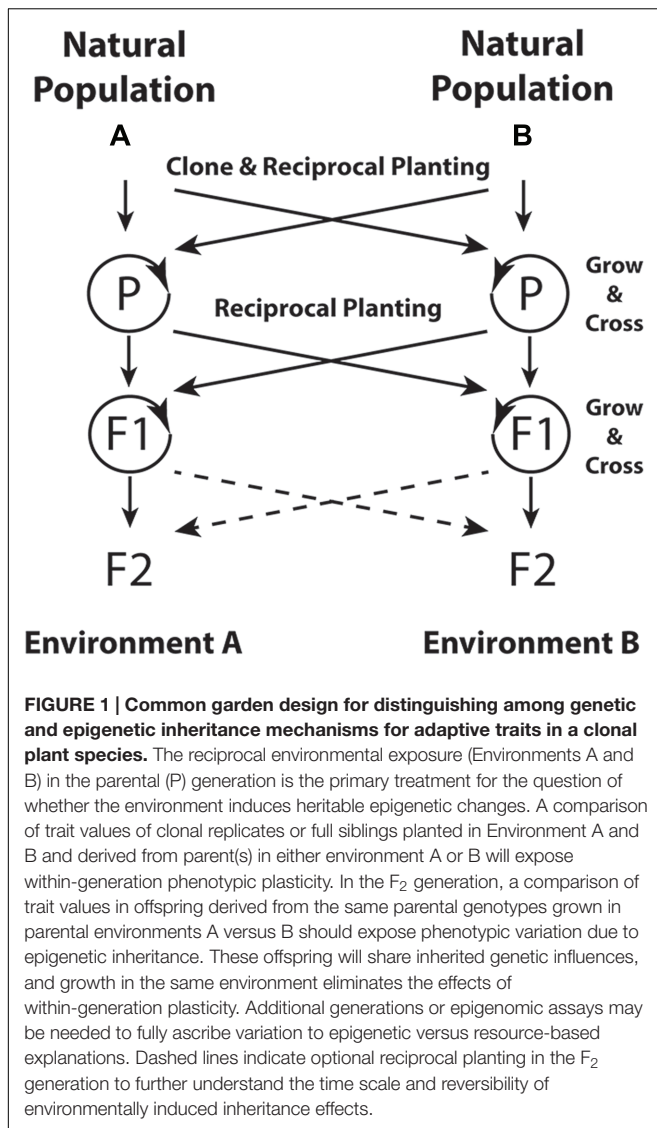 Natural
Population
A
Natural
Population
B
Clone & Reciprocal Planting
P
P
Grow
&
Cross
Reciprocal Planting
F1
F1
Grow
&
Cross
F2
F2
Environment A
Environment B
FIGURE 1 | Common garden design for distinguishing among genetic
and epigenetic inheritance mechanisms for adaptive traits in a clonal
plant species. The reciprocal environmental exposure (Environments A and
B) in the parental (P) generation is the primary treatment for the question of
whether the environment induces heritable epigenetic changes. A comparison
of trait values of clonal replicates or full siblings planted in Environment A and
B and derived from parent(s) in either environment A or B will expose
within-generation phenotypic plasticity. In the F2 generation, a comparison of
trait values in offspring derived from the same parental genotypes grown in
parental environments A versus B should expose phenotypic variation due to
epigenetic inheritance. These offspring will share inherited genetic influences,
and growth in the same environment eliminates the effects of
within-generation plasticity. Additional generations or epigenomic assays may
be needed to fully ascribe variation to epigenetic versus resource-based
explanations. Dashed lines indicate optional reciprocal planting in the F2
generation to further understand the time scale and reversibility of
environmentally induced inheritance effects.